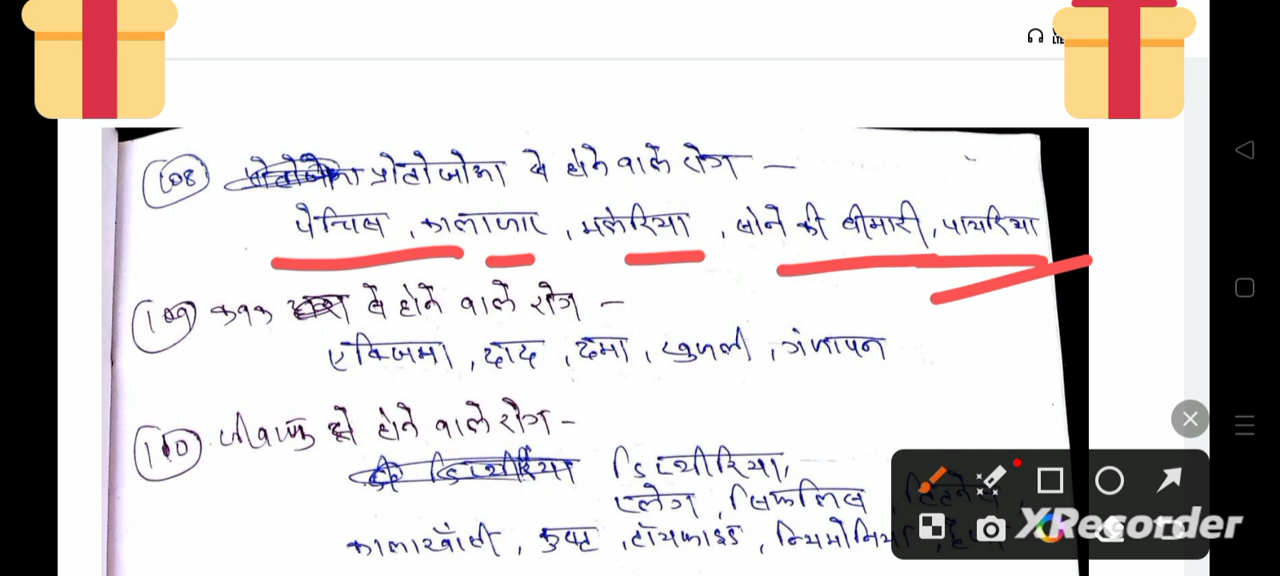 108 प्रोटोजोआ से होने वाले रोग —
पेचिस, कालाजार, मलेरिया, सोने की बीमारी, पायरिया
109 कवक से होने वाले रोग —
एक्जिमा, दाद, दमा, खुजली, गंजापन
110 जीवाणु से होने वाले रोग -
डिप्थीरिया,
प्लेग, सिफलिस
कालाखाँसी, कुष्ठ, टॉयफाइड,
XRecorder